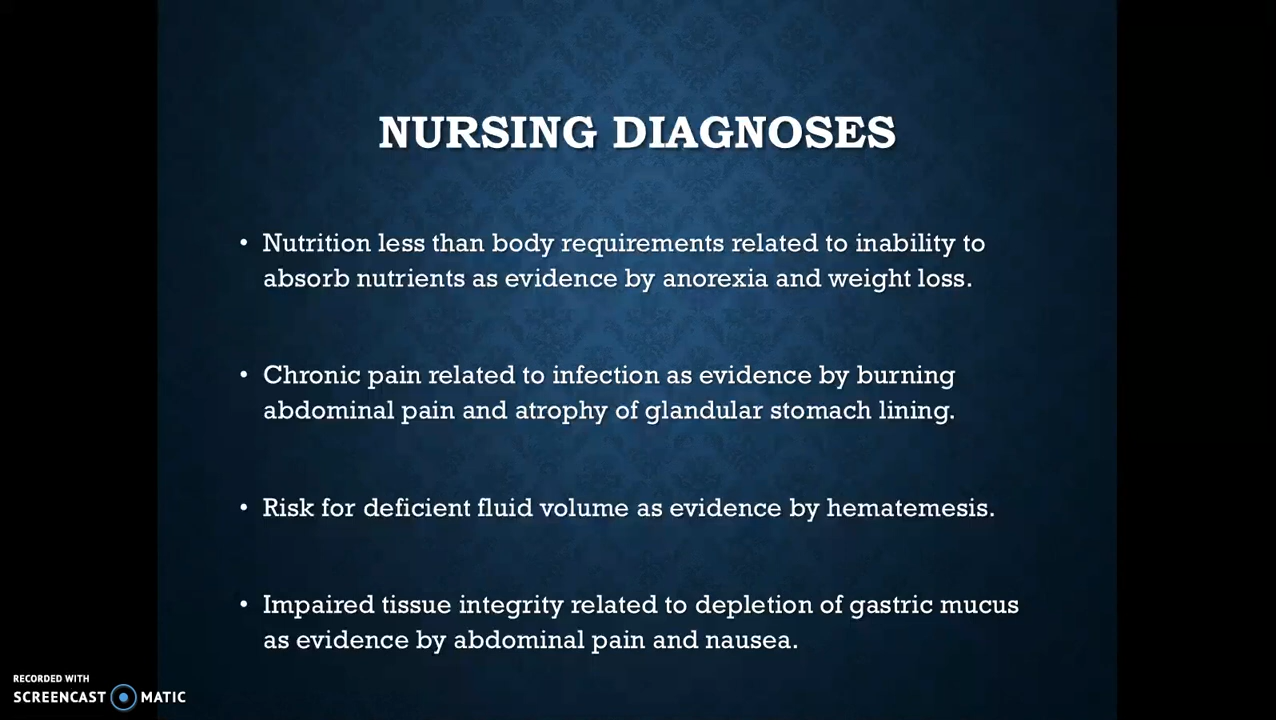 NURSING DIAGNOSES
• Nutrition less than body requirements related to inability to
absorb nutrients as evidence by anorexia and weight loss.
• Chronic pain related to infection as evidence by burning
abdominal pain and atrophy of glandular stomach lining.
• Risk for deficient fluid volume as evidence by hematemesis.
• Impaired tissue integrity related to depletion of gastric mucus
as evidence by abdominal pain and nausea.
RECORDED WITH
SCREENCAST MATIC